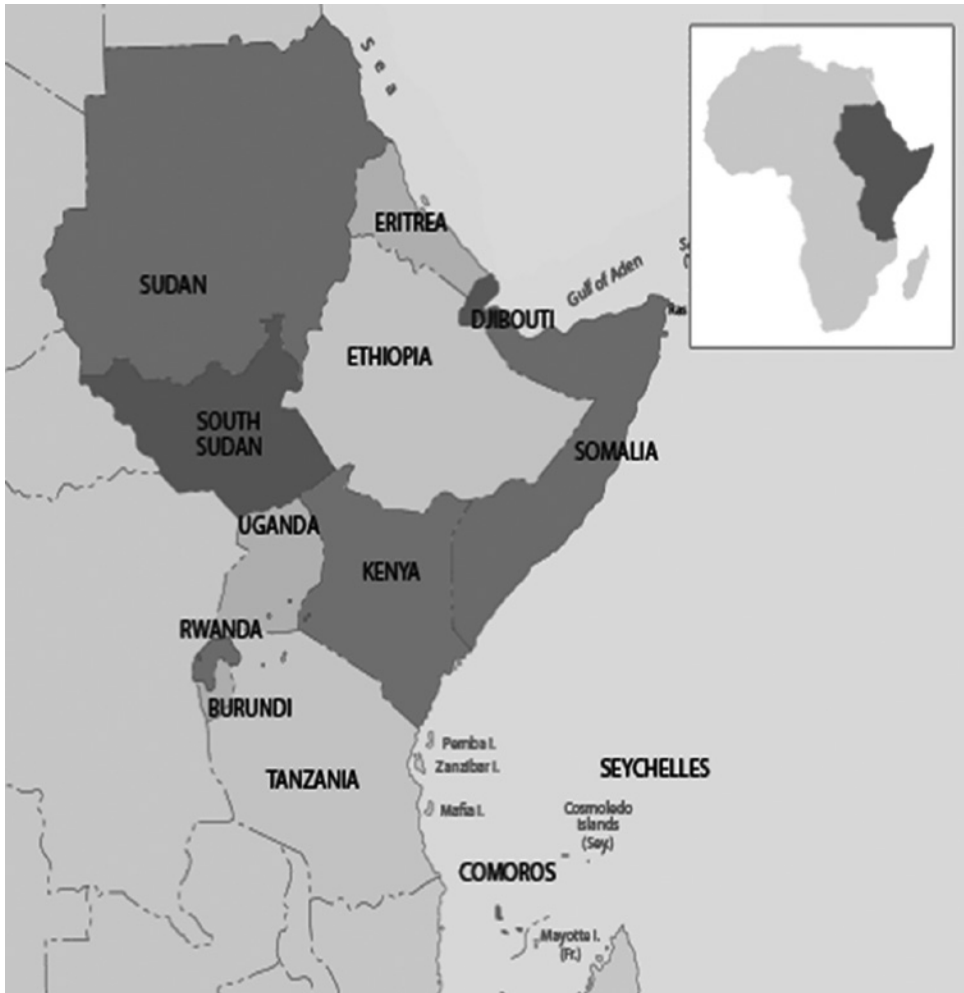 Sea
ERITREA
SUDAN
Gulf of Aden
DJIBOUTI
Ras
ETHIOPIA
SOUTH
SUDAN
SOMALIA
UGANDA
KENYA
RWANDA
BURUNDI
Pemba I.
Zanzibar I.
SEYCHELLES
TANZANIA
Mafia I.
Cosmoledo
Islands
(Sey.)
COMOROS
Mayotte I.
(Fr.)